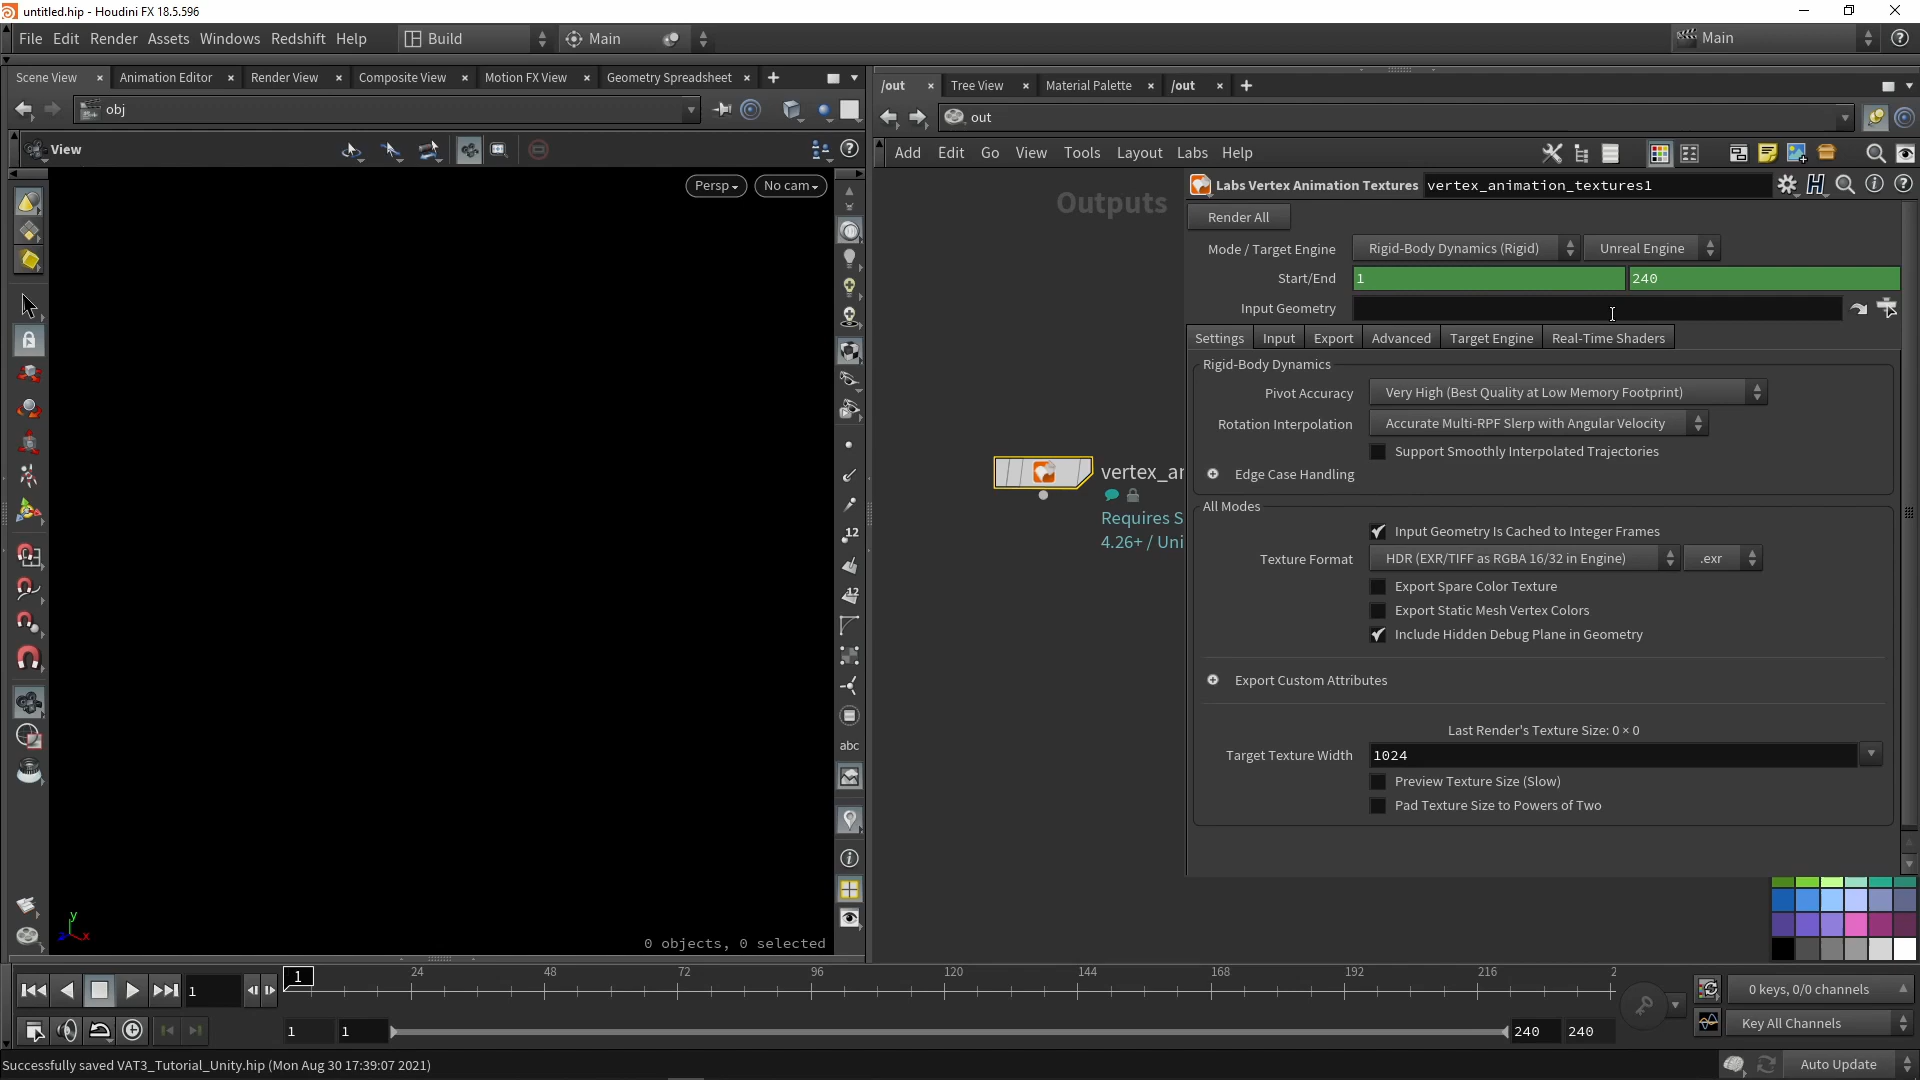 untitled.hip - Houdini FX 18.5.596
File Edit Render Assets Windows Redshift Help Build Main Main
Scene View Animation Editor Render View Composite View Motion FX View Geometry Spreadsheet
/out Tree View Material Palette /out
obj
out
View
Add Edit Go View Tools Layout Labs Help
Persp No cam
Outputs
Labs Vertex Animation Textures vertex_animation_textures1
Render All
Mode / Target Engine Rigid-Body Dynamics (Rigid) Unreal Engine
Start/End 1 240
Input Geometry
Settings Input Export Advanced Target Engine Real-Time Shaders
Rigid-Body Dynamics
Pivot Accuracy Very High (Best Quality at Low Memory Footprint)
Rotation Interpolation Accurate Multi-RPF Slerp with Angular Velocity
Support Smoothly Interpolated Trajectories
Edge Case Handling
vertex_an
Requires S
4.26+ / Uni
All Modes
Input Geometry Is Cached to Integer Frames
Texture Format HDR (EXR/TIFF as RGBA 16/32 in Engine) .exr
Export Spare Color Texture
Export Static Mesh Vertex Colors
Include Hidden Debug Plane in Geometry
Export Custom Attributes
Last Render's Texture Size: 0 × 0
Target Texture Width 1024
Preview Texture Size (Slow)
Pad Texture Size to Powers of Two
12
12
abc
y
z x
0 objects, 0 selected
1 1 24 48 72 96 120 144 168 192 216 2
0 keys, 0/0 channels
1 1 240 240
Key All Channels
Successfully saved VAT3_Tutorial_Unity.hip (Mon Aug 30 17:39:07 2021)
Auto Update